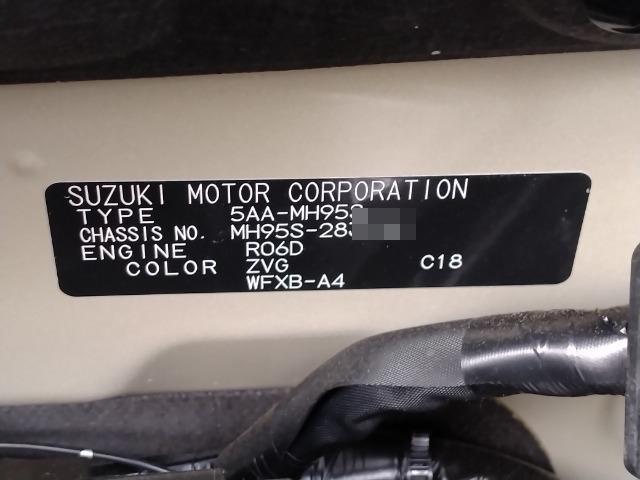 SUZUKI MOTOR CORPORATION
TYPE 5AA-MH95S
CHASSIS NO. MH95S-28
ENGINE R06D
COLOR ZVG C18
WFXB-A4